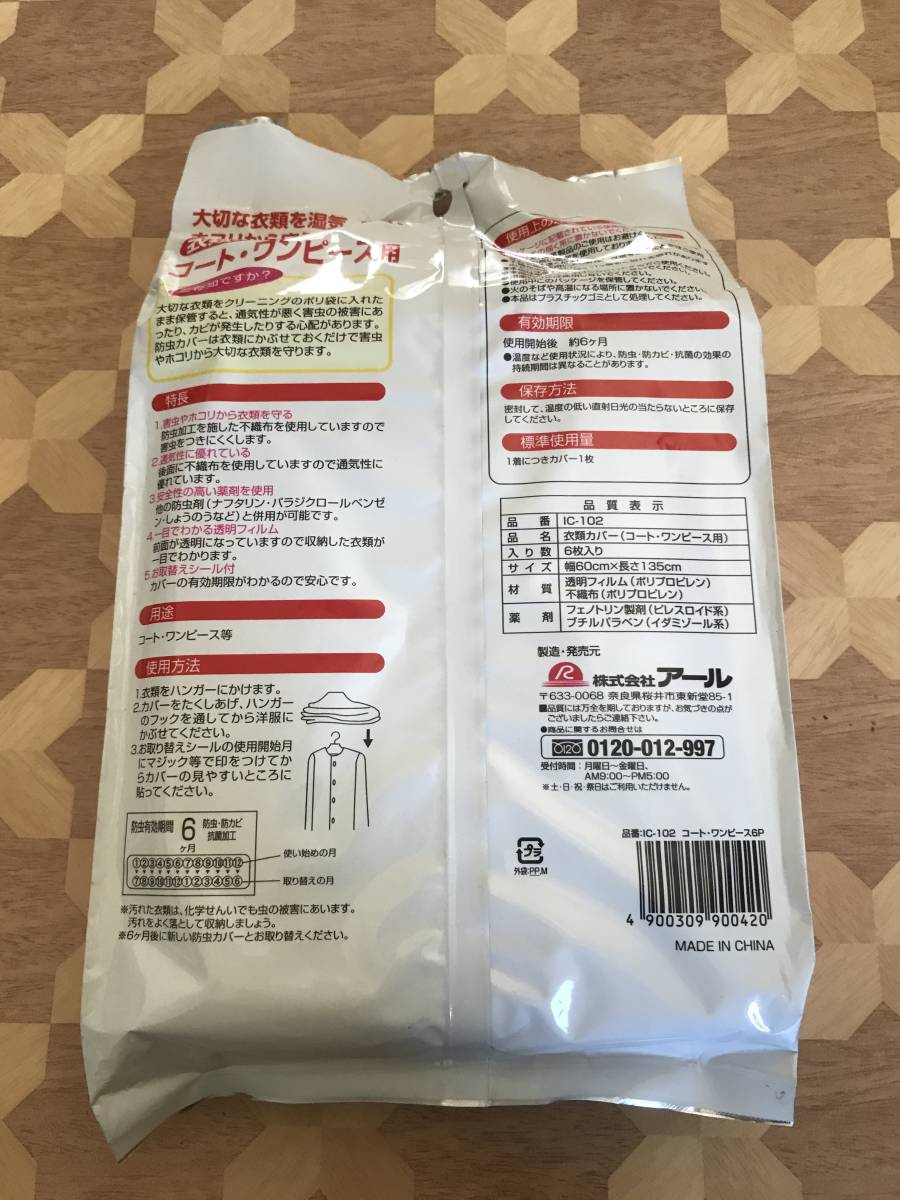 大切な衣類を湿気
コート・ワンピース用
ご存知ですか?
大切な衣類をクリーニングのポリ袋に入れた
まま保管すると、通気性が悪く害虫の被害にあ
ったり、カビが発生したりする心配があります。
防虫カバーは衣類にかぶせておくだけで害虫
やホコリから大切な衣類を守ります。
特長
1.害虫やホコリから衣類を守る
防虫加工を施した不織布を使用していますので
害虫をつきにくくします。
2.通気性に優れている
後面に不織布を使用していますので通気性に
優れています。
3.安全性の高い薬剤を使用
他の防虫剤(ナフタリン・パラジクロールベンゼ
ン・しょうのうなど)と併用が可能です。
4.一目でわかる透明フィルム
前面が透明になっていますので収納した衣類が
一目でわかります。
5.お取替えシール付
カバーの有効期限がわかるので安心です。
用途
コート・ワンピース等
使用方法
1.衣類をハンガーにかけます。
2.カバーをたくしあげ、ハンガー
のフックを通してから洋服に
かぶせてください。
3.お取り替えシールの使用開始月
にマジック等で印をつけてか
らカバーの見やすいところに
貼ってください。
防虫有効期間 6ヶ月 防虫・防カビ
抗菌加工
①②③④⑤⑥⑦⑧⑨⑩⑪⑫ 使い始めの月
⑦⑧⑨⑩⑪⑫①②③④⑤⑥ 取り替えの月
※汚れた衣類は、化学せんいでも虫の被害にあいます。
汚れをよく落として収納しましょう。
※6ヶ月後に新しい防虫カバーとお取り替えください。
使用上の
●使用中このパッケージを保管してください。
●火のそばや高温になる場所に置かないでください。
●本品はプラスチックゴミとして処理してください。
有効期限
使用開始後 約6ヶ月
●温度など使用状況により、防虫・防カビ・抗菌の効果の
持続期間は異なることがあります。
保存方法
密封して、温度の低い直射日光の当たらないところに保存
してください。
標準使用量
1着につきカバー1枚
品質表示
品番 IC-102
品名 衣類カバー(コート・ワンピース用)
入り数 6枚入り
サイズ 幅60cm×長さ135cm
材質 透明フィルム(ポリプロピレン)
不織布(ポリプロピレン)
薬剤 フェノトリン製剤(ピレスロイド系)
ブチルパラベン(イダミゾール系)
製造・発売元
R 株式会社アール
〒633-0068 奈良県桜井市東新堂85-1
■品質には万全を期しておりますが、お気づきの点が
ございましたらご連絡下さい。
●商品に関するお問合せは
0120 0120-012-997
受付時間:月曜日~金曜日、
AM9:00~PM5:00
※土・日・祝・祭日はご利用いただけません。
品番:IC-102 コート・ワンピース6P
プラ
外袋:PP,M
4 900309 900420
MADE IN CHINA